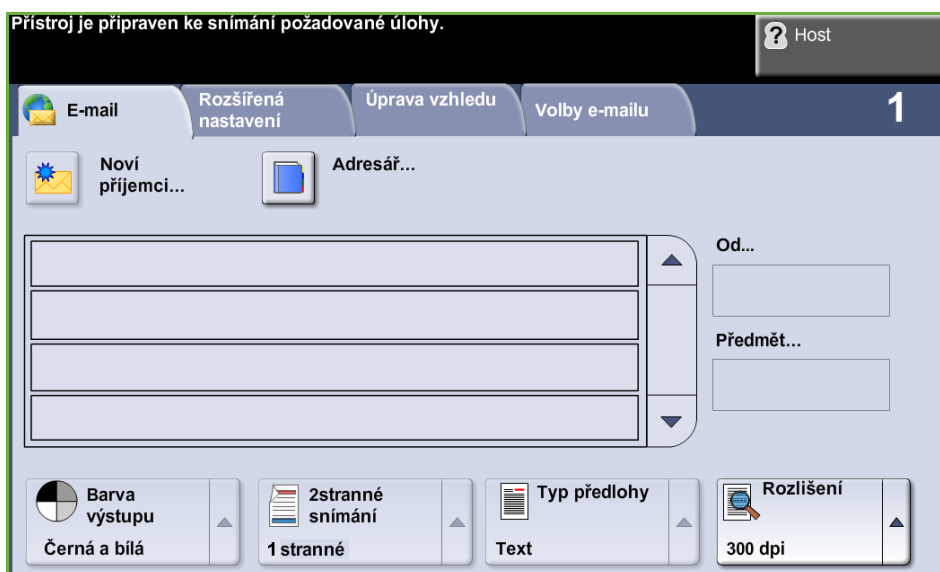 Přístroj je připraven ke snímání požadované úlohy.
Host
E-mail
Rozšířená
nastavení
Úprava vzhledu
Volby e-mailu
1
Noví
příjemci...
Adresář...
Od...
Předmět...
Barva
výstupu
Černá a bílá
2stranné
snímání
1 stranné
Typ předlohy
Text
Rozlišení
300 dpi